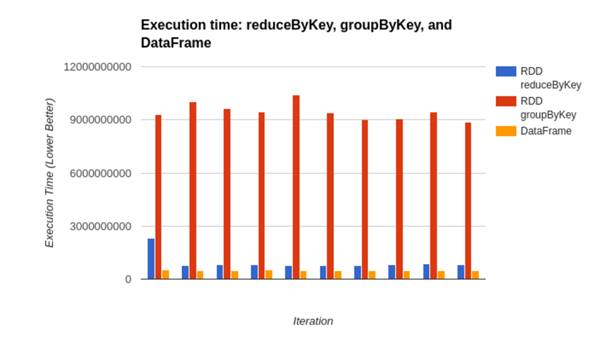 Execution time: reduceByKey, groupByKey, and
DataFrame
12000000000
9000000000
6000000000
3000000000
0
Execution Time (Lower Better)
Iteration
RDD
reduceByKey
RDD
groupByKey
DataFrame